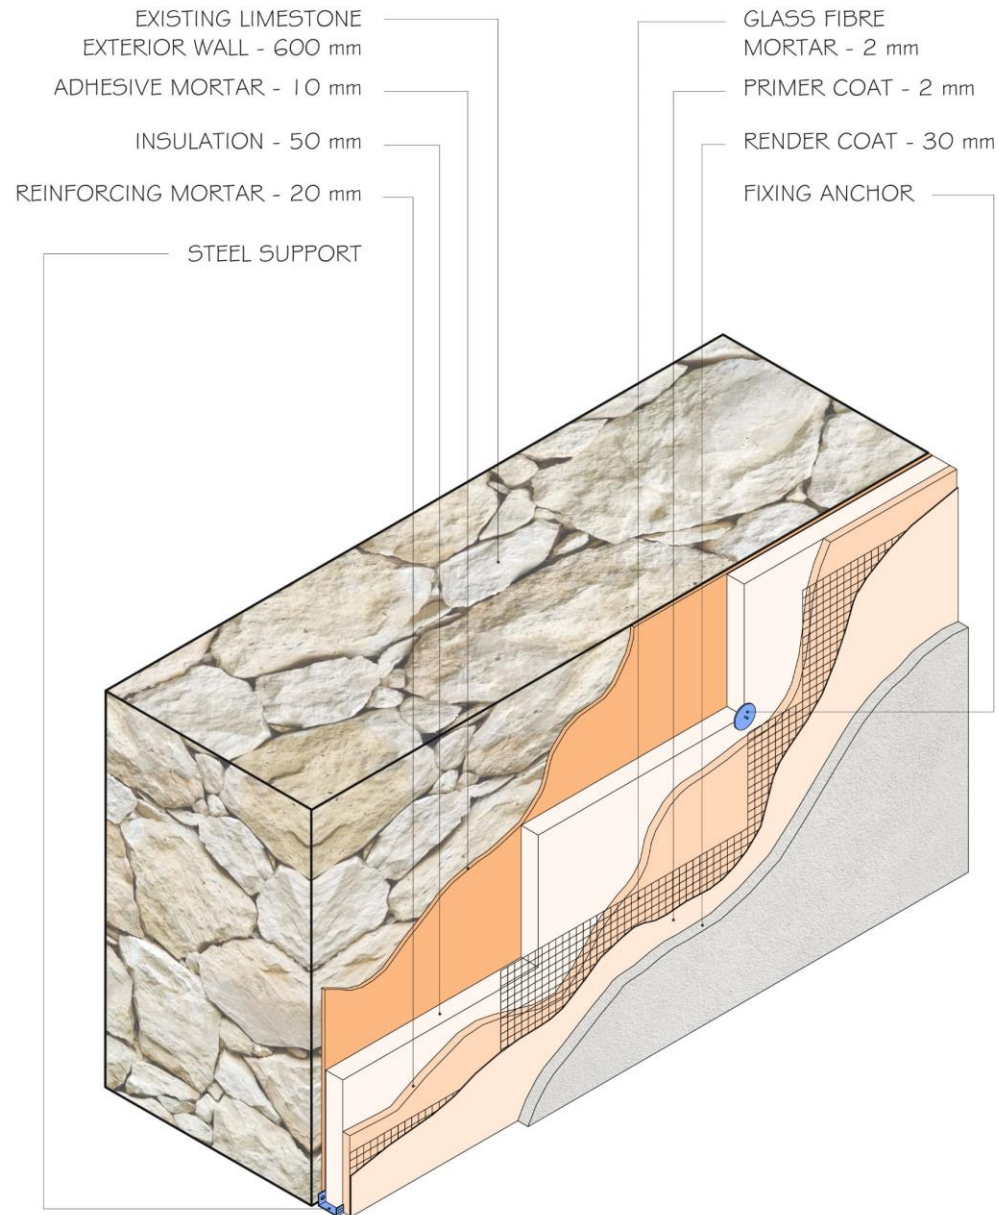 EXISTING LIMESTONE
EXTERIOR WALL - 600 mm
ADHESIVE MORTAR - 10 mm
INSULATION - 50 mm
REINFORCING MORTAR - 20 mm
STEEL SUPPORT
GLASS FIBRE
MORTAR - 2 mm
PRIMER COAT - 2 mm
RENDER COAT - 30 mm
FIXING ANCHOR